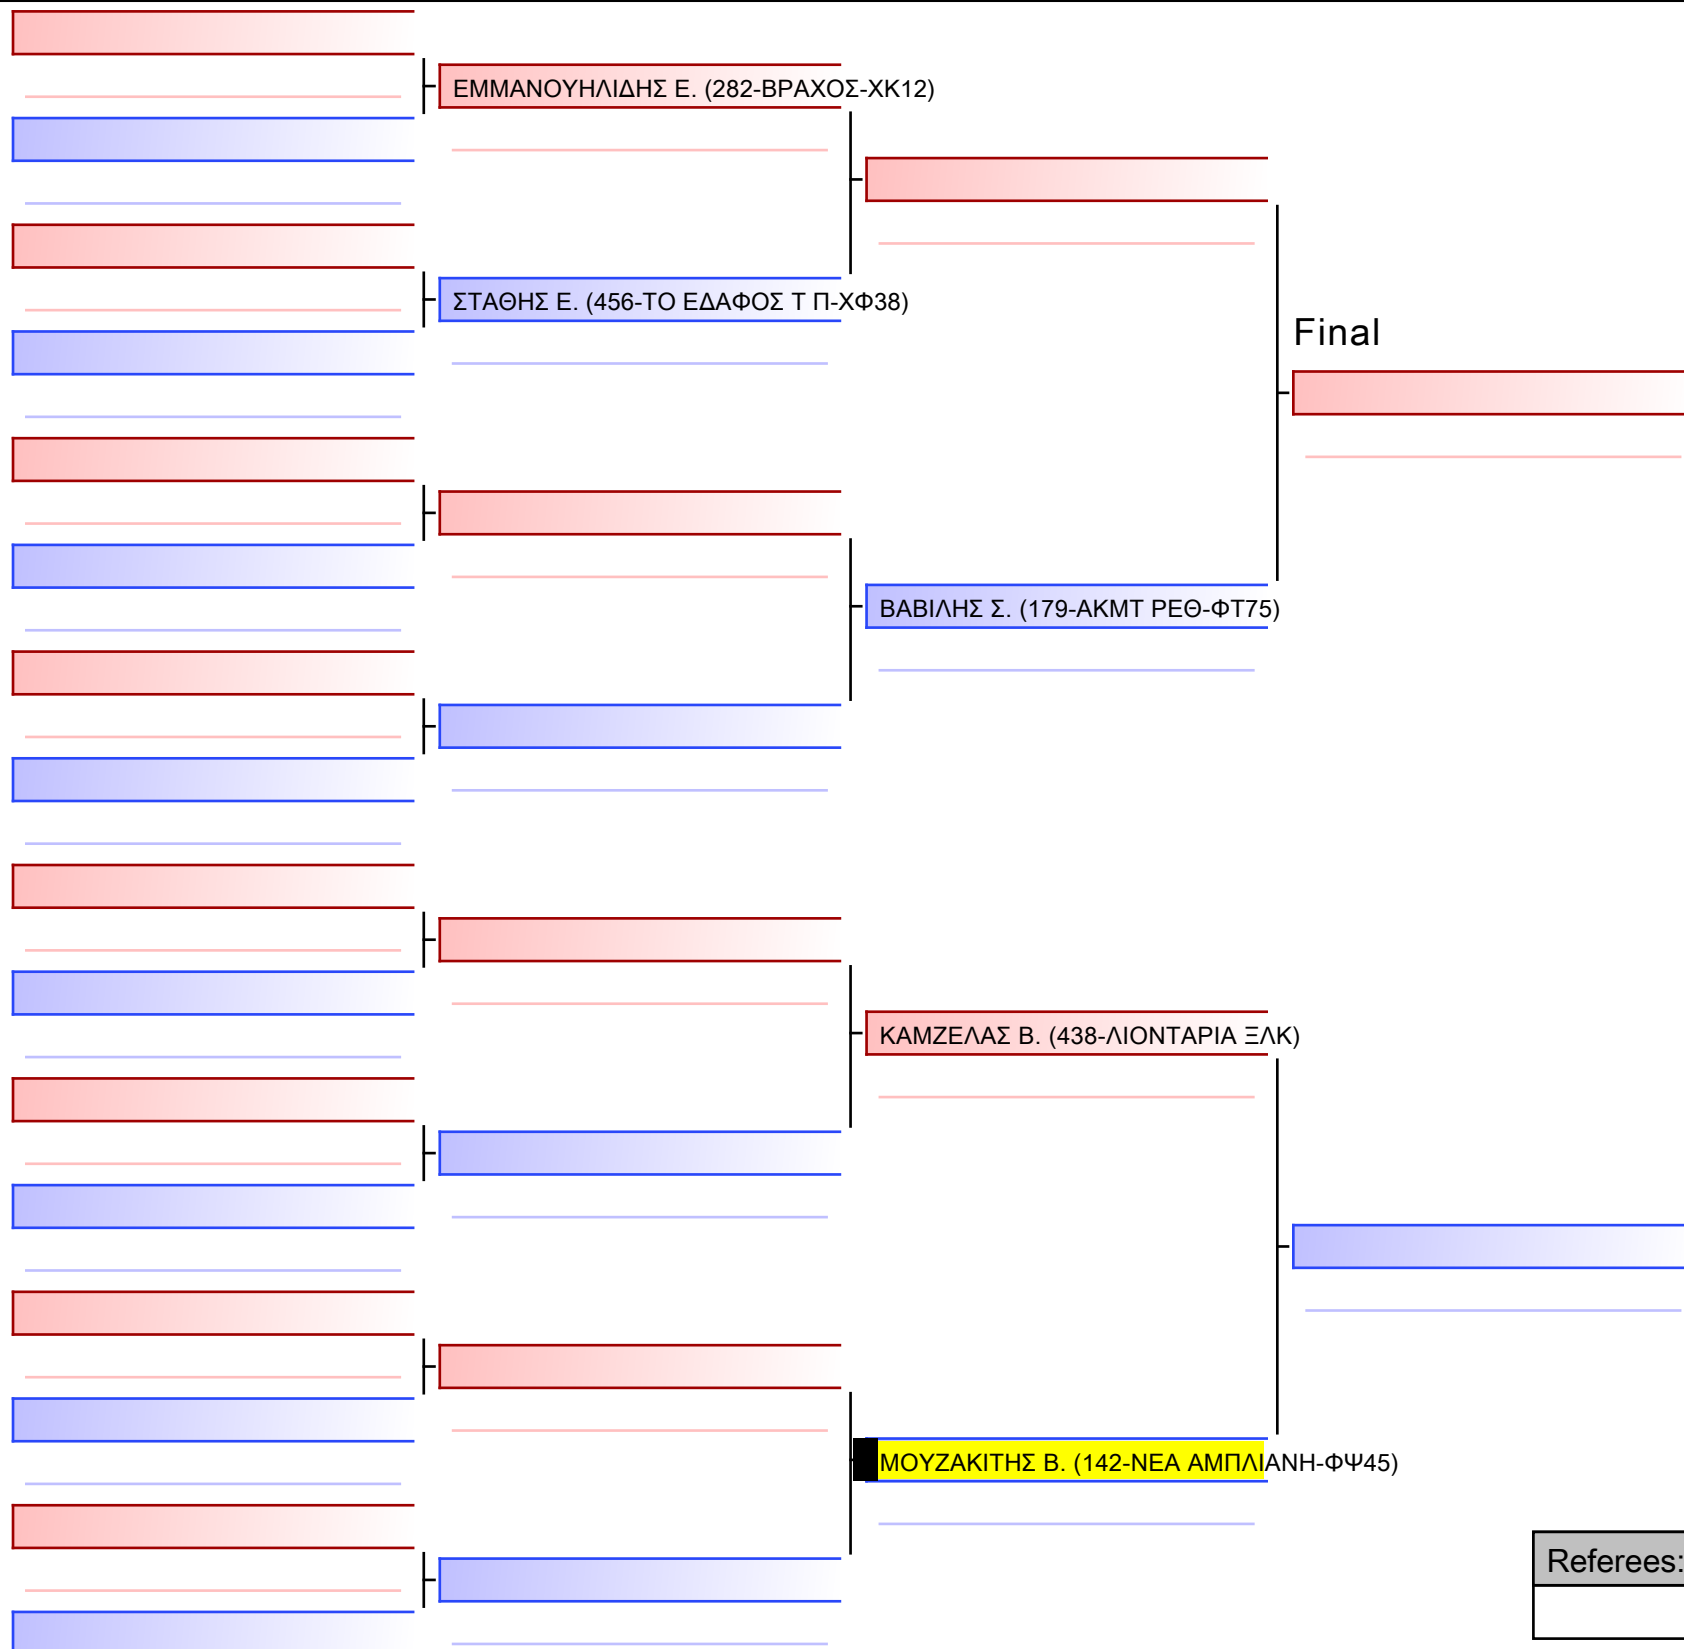 ΕΜΜΑΝΟΥΗΛΙΔΗΣ Ε. (282-ΒΡΑΧΟΣ-ΧΚ12)
ΣΤΑΘΗΣ Ε. (456-ΤΟ ΕΔΑΦΟΣ Τ Π-ΧΦ38)
Final
ΒΑΒΙΛΗΣ Σ. (179-ΑΚΜΤ ΡΕΘ-ΦΤ75)
ΚΑΜΖΕΛΑΣ Β. (438-ΛΙΟΝΤΑΡΙΑ ΞΛΚ)
ΜΟΥΖΑΚΙΤΗΣ Β. (142-ΝΕΑ ΑΜΠΛΙΑΝΗ-ΦΨ45)
Referees: